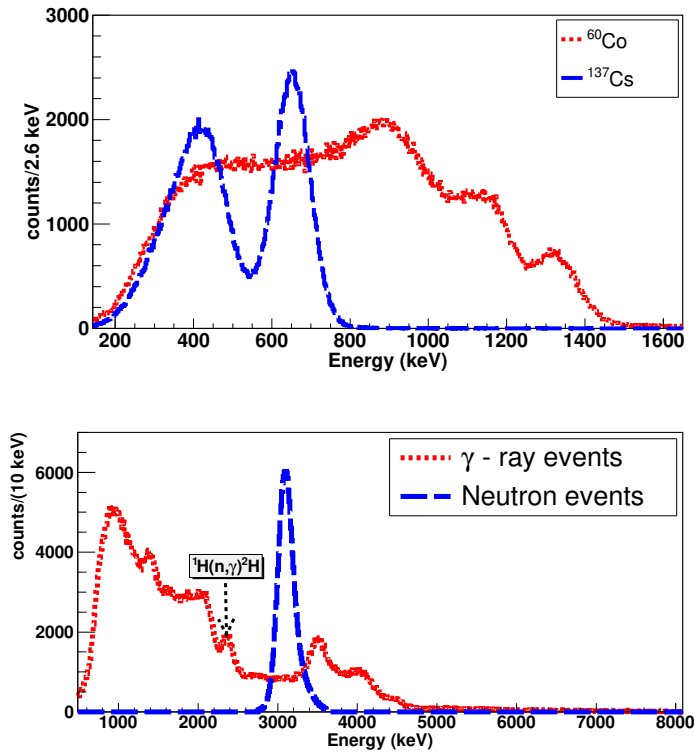 3000
2000
1000
0
counts/2.6 keV
⁶⁰Co
¹³⁷Cs
200 400 600 800 1000 1200 1400 1600
Energy (keV)
6000
4000
2000
0
counts/(10 keV)
γ - ray events
Neutron events
¹H(n,γ)²H
1000 2000 3000 4000 5000 6000 7000 8000
Energy (keV)